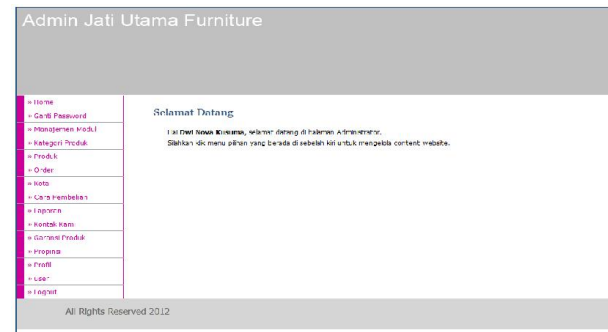 Admin Jati Utama Furniture
» Home
» Ganti Password
» Manajemen Modul
» Kategori Produk
» Produk
» Order
» Kota
» Cara Pembelian
» Laporan
» Kontak Kami
» Garansi Produk
» Propinsi
» Profil
» User
» Logout
Selamat Datang
Hai Dwi Nova Kusuma, selamat datang di halaman Administrator.
Silahkan klik menu pilihan yang berada di sebelah kiri untuk mengelola content website.
All Rights Reserved 2012